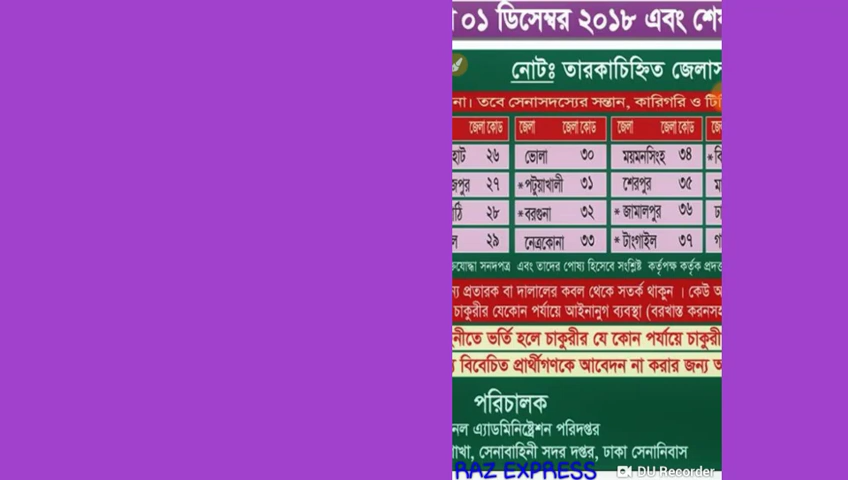 ০১ ডিসেম্বর ২০১৮ এবং শেষ
নোটঃ তারকাচিহ্নিত জেলাস
না। তবে সেনাসদস্যের সন্তান, কারিগরি ও টি
জেলা কোড জেলা জেলা কোড জেলা জেলা কোড জে
হাট ২৬ ভোলা ৩০ ময়মনসিংহ ৩৪
জপুর ২৭ *পটুয়াখালী ৩১ শেরপুর ৩৫ মা
ঠি ২৮ *বরগুনা ৩২ *জামালপুর ৩৬
ল ২৯ নেত্রকোনা ৩৩ *টাংগাইল ৩৭ গ
যোদ্ধা সনদপত্র এবং তাদের পোষ্য হিসেবে সংশ্লিষ্ট কর্তৃপক্ষ কর্তৃক প্রদত্ত
ন্য প্রতারক বা দালালের কবল থেকে সতর্ক থাকুন । কেউ অ
চাকুরীর যেকোন পর্যায়ে আইনানুগ ব্যবস্থা (বরখাস্ত করনসহ
নীতে ভর্তি হলে চাকুরীর যে কোন পর্যায়ে চাকুরী
য বিবেচিত প্রার্থীগণকে আবেদন না করার জন্য অ
পরিচালক
নেল এ্যাডমিনিষ্ট্রেশন পরিদপ্তর
াখা, সেনাবাহিনী সদর দপ্তর, ঢাকা সেনানিবাস
RAZ EXPRESS DU Recorder